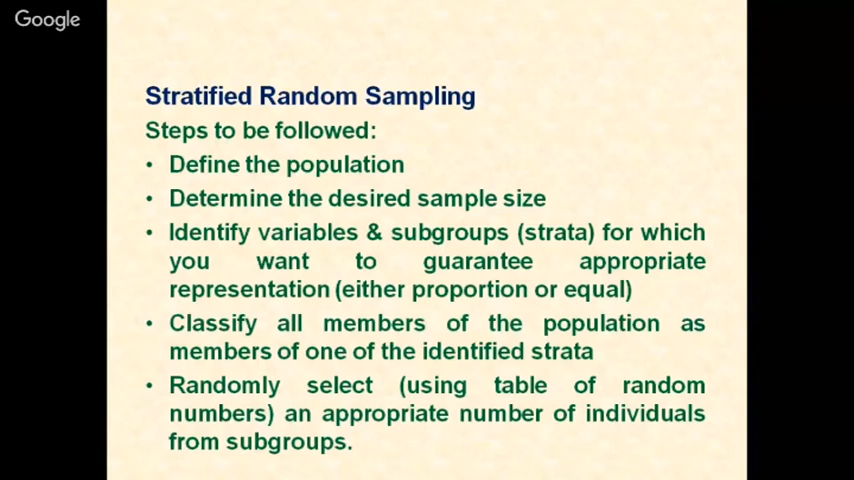 Google
Stratified Random Sampling
Steps to be followed:
• Define the population
• Determine the desired sample size
• Identify variables & subgroups (strata) for which
you want to guarantee appropriate
representation (either proportion or equal)
• Classify all members of the population as
members of one of the identified strata
• Randomly select (using table of random
numbers) an appropriate number of individuals
from subgroups.